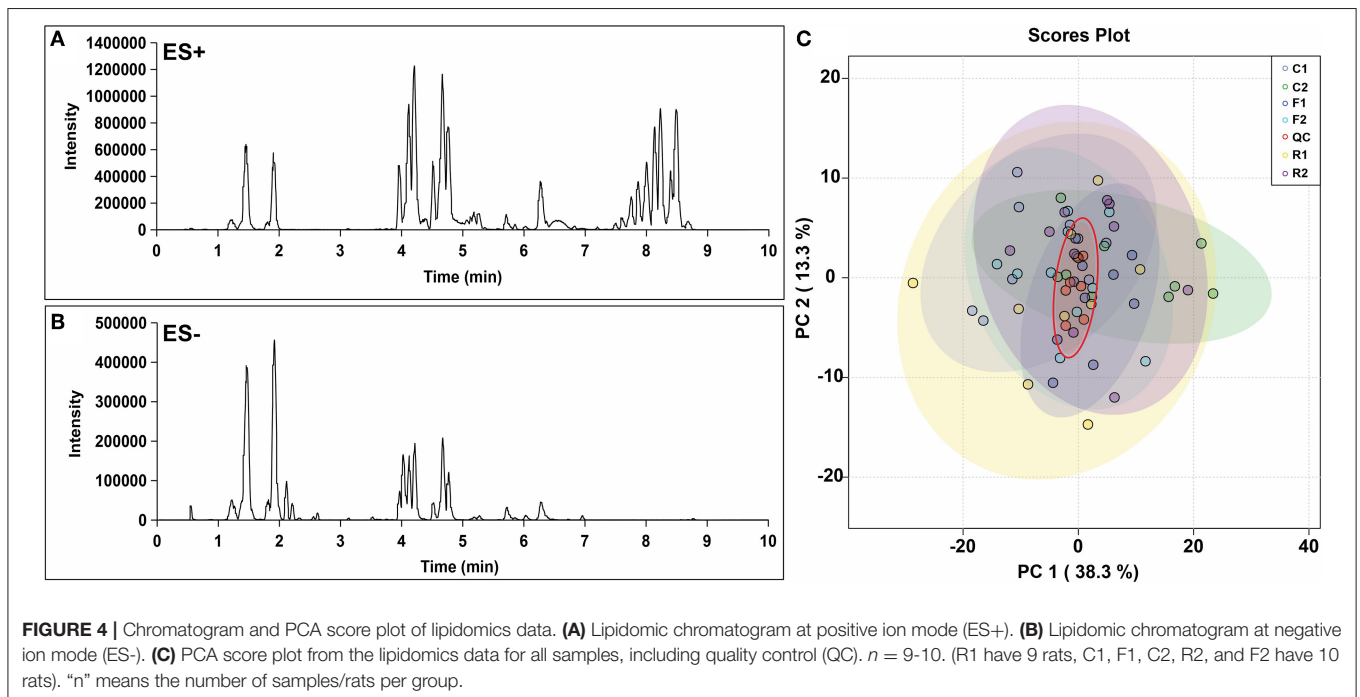 A
ES+
Intensity
1400000
1200000
1000000
800000
600000
400000
200000
0
0 1 2 3 4 5 6 7 8 9 10
Time (min)
B
ES-
Intensity
500000
400000
300000
200000
100000
0
0 1 2 3 4 5 6 7 8 9 10
Time (min)
C
Scores Plot
PC 2 ( 13.3 %)
20
10
0
-10
-20
-20 0 20 40
PC 1 ( 38.3 %)
C1
C2
F1
F2
QC
R1
R2
FIGURE 4 | Chromatogram and PCA score plot of lipidomics data. (A) Lipidomic chromatogram at positive ion mode (ES+). (B) Lipidomic chromatogram at negative
ion mode (ES-). (C) PCA score plot from the lipidomics data for all samples, including quality control (QC). n = 9-10. (R1 have 9 rats, C1, F1, C2, R2, and F2 have 10
rats). “n” means the number of samples/rats per group.